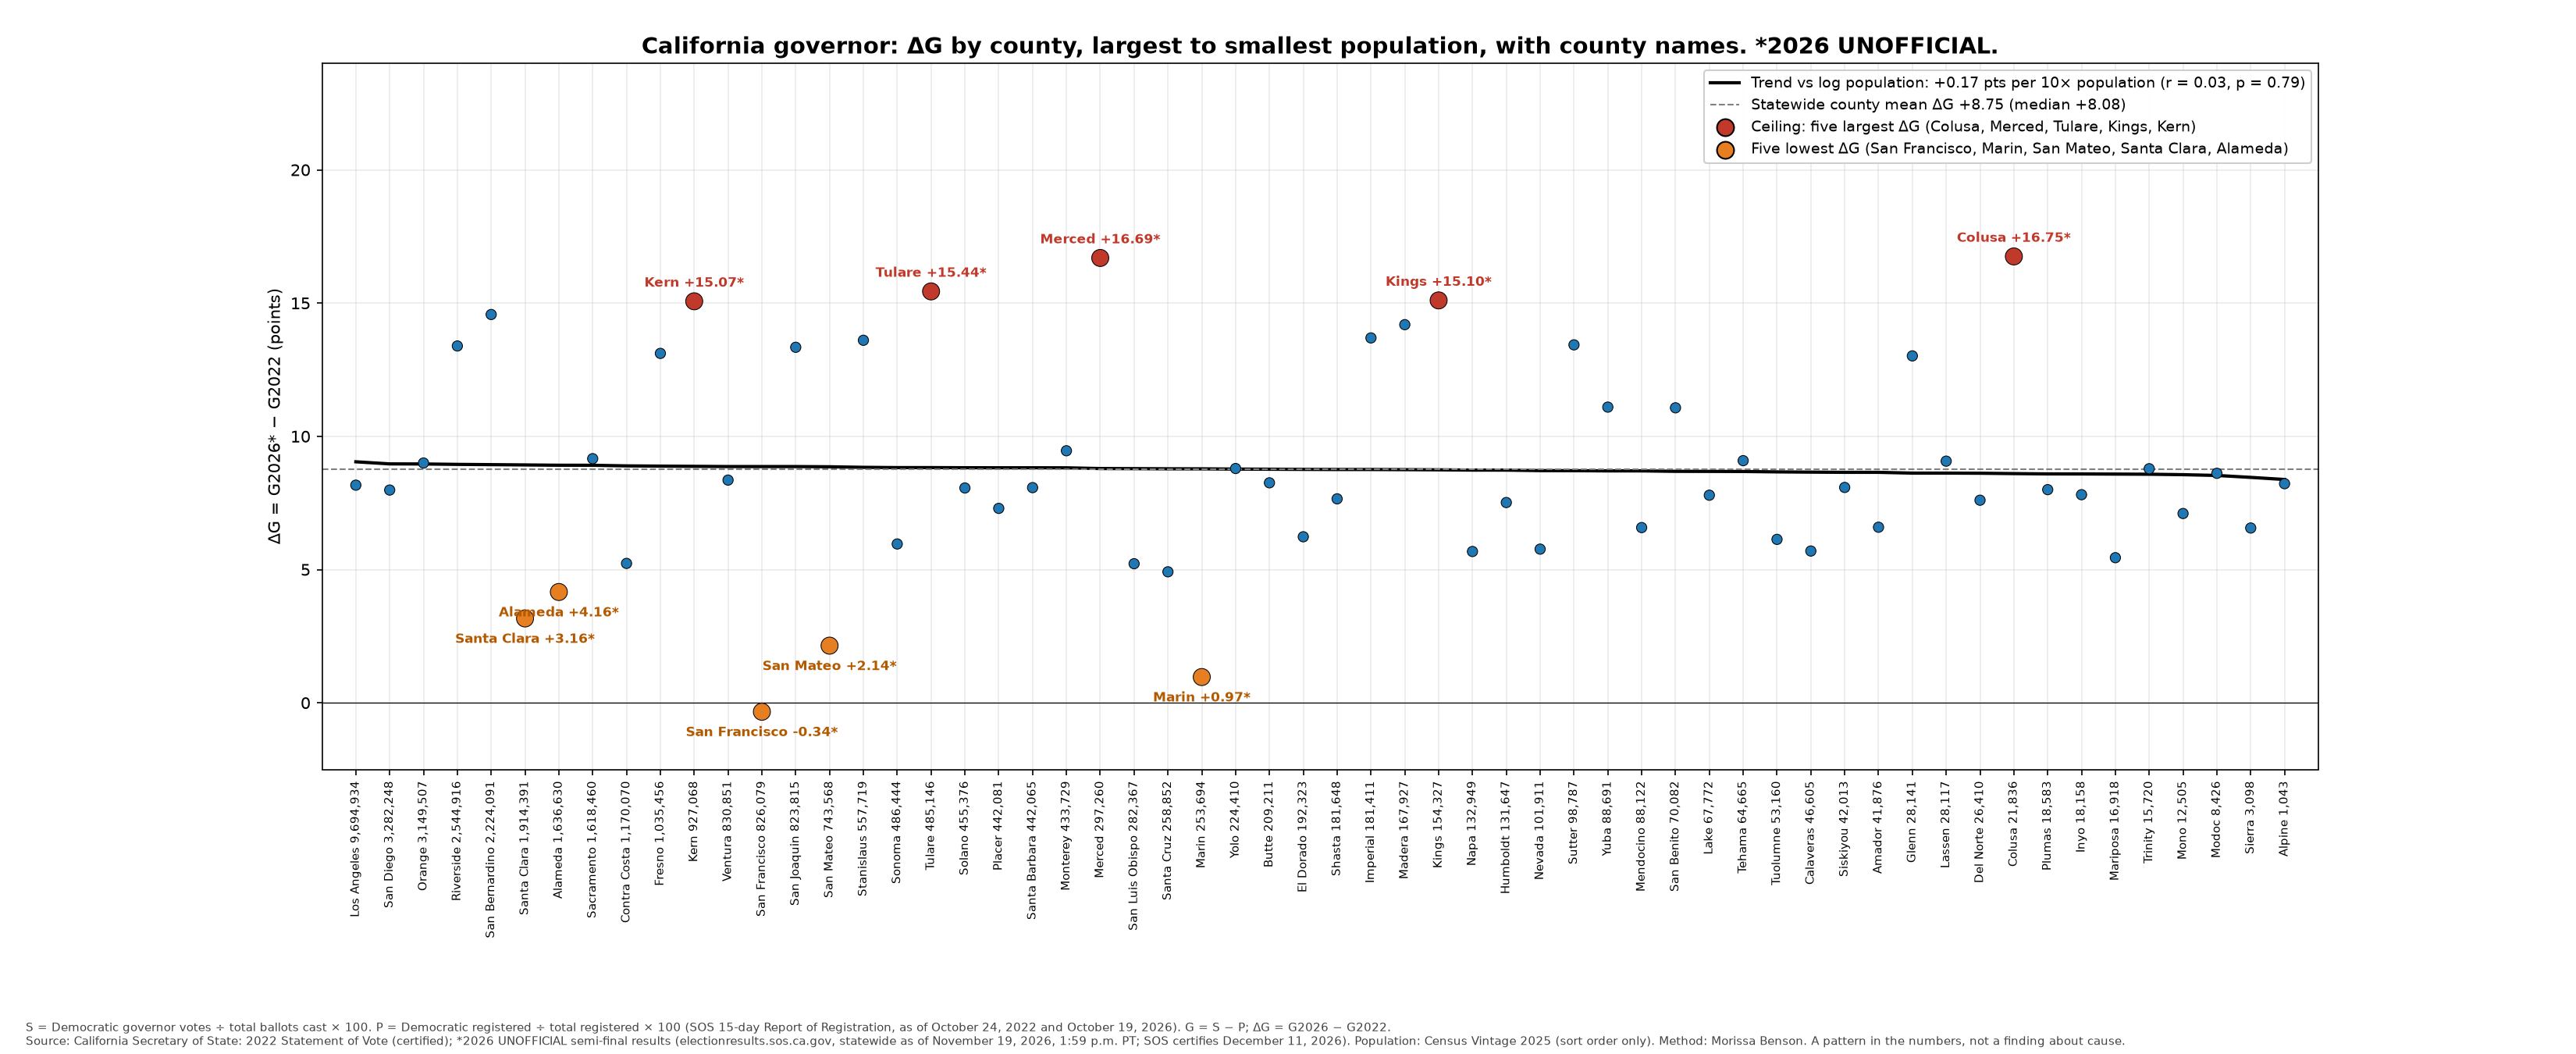 California governor: ΔG by county, largest to smallest population, with county names. *2026 UNOFFICIAL.
Trend vs log population: +0.17 pts per 10× population (r = 0.03, p = 0.79)
Statewide county mean ΔG +8.75 (median +8.08)
Ceiling: five largest ΔG (Colusa, Merced, Tulare, Kings, Kern)
Five lowest ΔG (San Francisco, Marin, San Mateo, Santa Clara, Alameda)
ΔG = G2026* − G2022 (points)
20
15
10
5
0
Kern +15.07*
Tulare +15.44*
Merced +16.69*
Kings +15.10*
Colusa +16.75*
Alameda +4.16*
Santa Clara +3.16*
San Mateo +2.14*
Marin +0.97*
San Francisco -0.34*
Los Angeles 9,694,934
San Diego 3,282,248
Orange 3,149,507
Riverside 2,544,916
San Bernardino 2,224,091
Santa Clara 1,914,391
Alameda 1,636,630
Sacramento 1,618,460
Contra Costa 1,170,070
Fresno 1,035,456
Kern 927,068
Ventura 830,851
San Francisco 826,079
San Joaquin 823,815
San Mateo 743,568
Stanislaus 557,719
Sonoma 486,444
Tulare 485,146
Solano 455,376
Placer 442,081
Santa Barbara 442,065
Monterey 433,729
Merced 297,260
San Luis Obispo 282,367
Santa Cruz 258,852
Marin 253,694
Yolo 224,410
Butte 209,211
El Dorado 192,323
Shasta 181,648
Imperial 181,411
Madera 167,927
Kings 154,327
Napa 132,949
Humboldt 131,647
Nevada 101,911
Sutter 98,787
Yuba 88,691
Mendocino 88,122
San Benito 70,082
Lake 67,772
Tehama 64,665
Tuolumne 53,160
Calaveras 46,605
Siskiyou 42,013
Amador 41,876
Glenn 28,141
Lassen 28,117
Del Norte 26,410
Colusa 21,836
Plumas 18,583
Inyo 18,158
Mariposa 16,918
Trinity 15,720
Mono 12,505
Modoc 8,426
Sierra 3,098
Alpine 1,043
S = Democratic governor votes ÷ total ballots cast × 100. P = Democratic registered ÷ total registered × 100 (SOS 15-day Report of Registration, as of October 24, 2022 and October 19, 2026). G = S − P; ΔG = G2026 − G2022.
Source: California Secretary of State: 2022 Statement of Vote (certified); *2026 UNOFFICIAL semi-final results (electionresults.sos.ca.gov, statewide as of November 19, 2026, 1:59 p.m. PT; SOS certifies December 11, 2026). Population: Census Vintage 2025 (sort order only). Method: Morissa Benson. A pattern in the numbers, not a finding about cause.